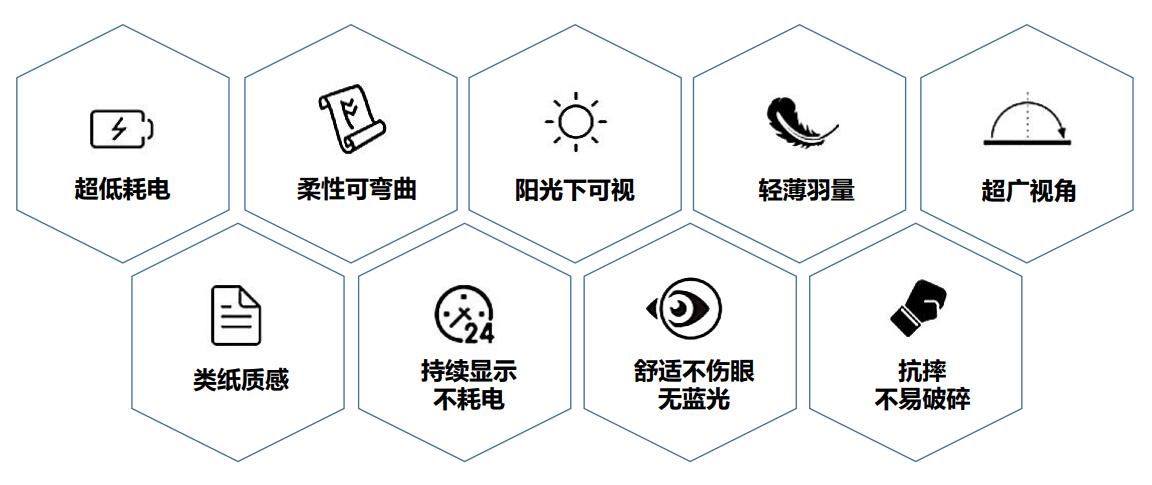 超低耗电
柔性可弯曲
阳光下可视
轻薄羽量
超广视角
类纸质感
24
持续显示
不耗电
舒适不伤眼
无蓝光
抗摔
不易破碎